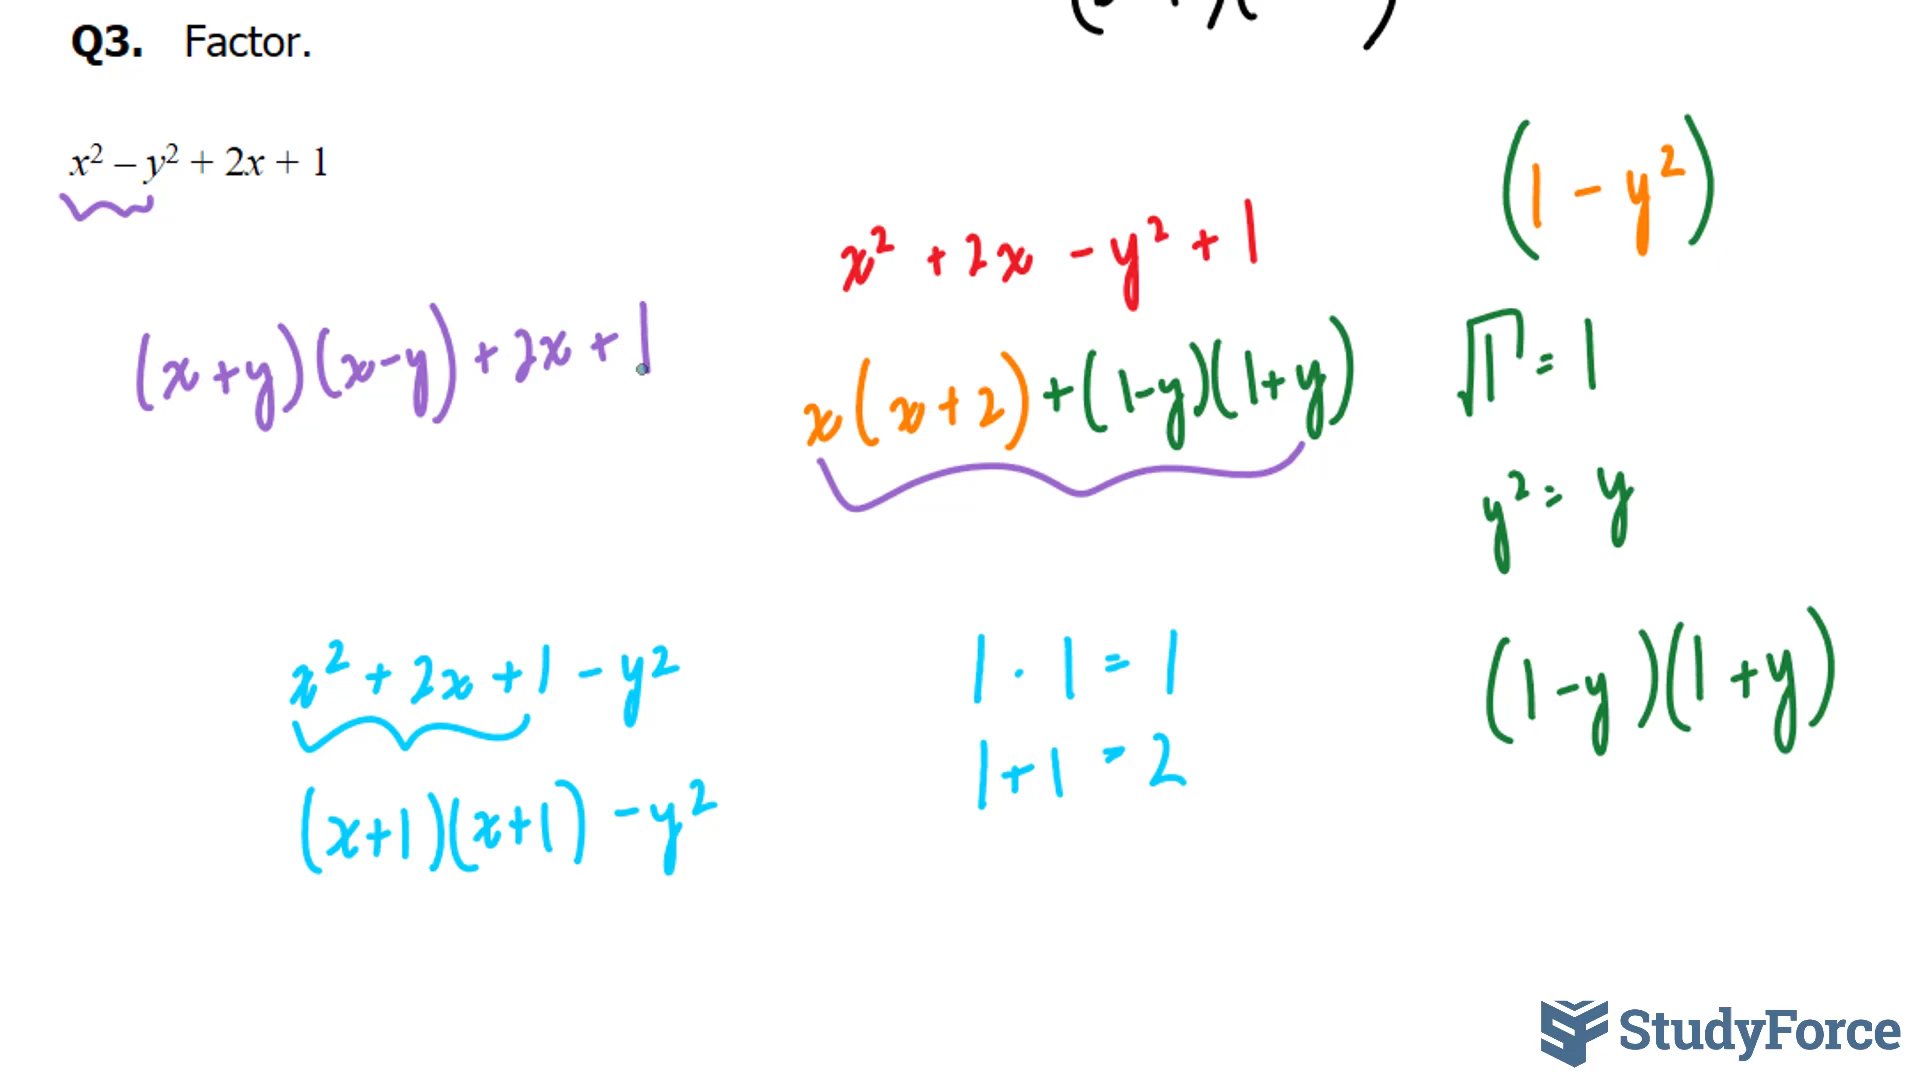 Q3. Factor.
x² – y² + 2x + 1
(x+y)(x-y)+2x+1
x² + 2x - y² + 1
x(x+2)+(1-y)(1+y)
(1 - y²)
√1 = 1
y² = y
(1-y)(1+y)
x² + 2x + 1 - y²
(x+1)(x+1) - y²
1 · 1 = 1
1 + 1 = 2
StudyForce